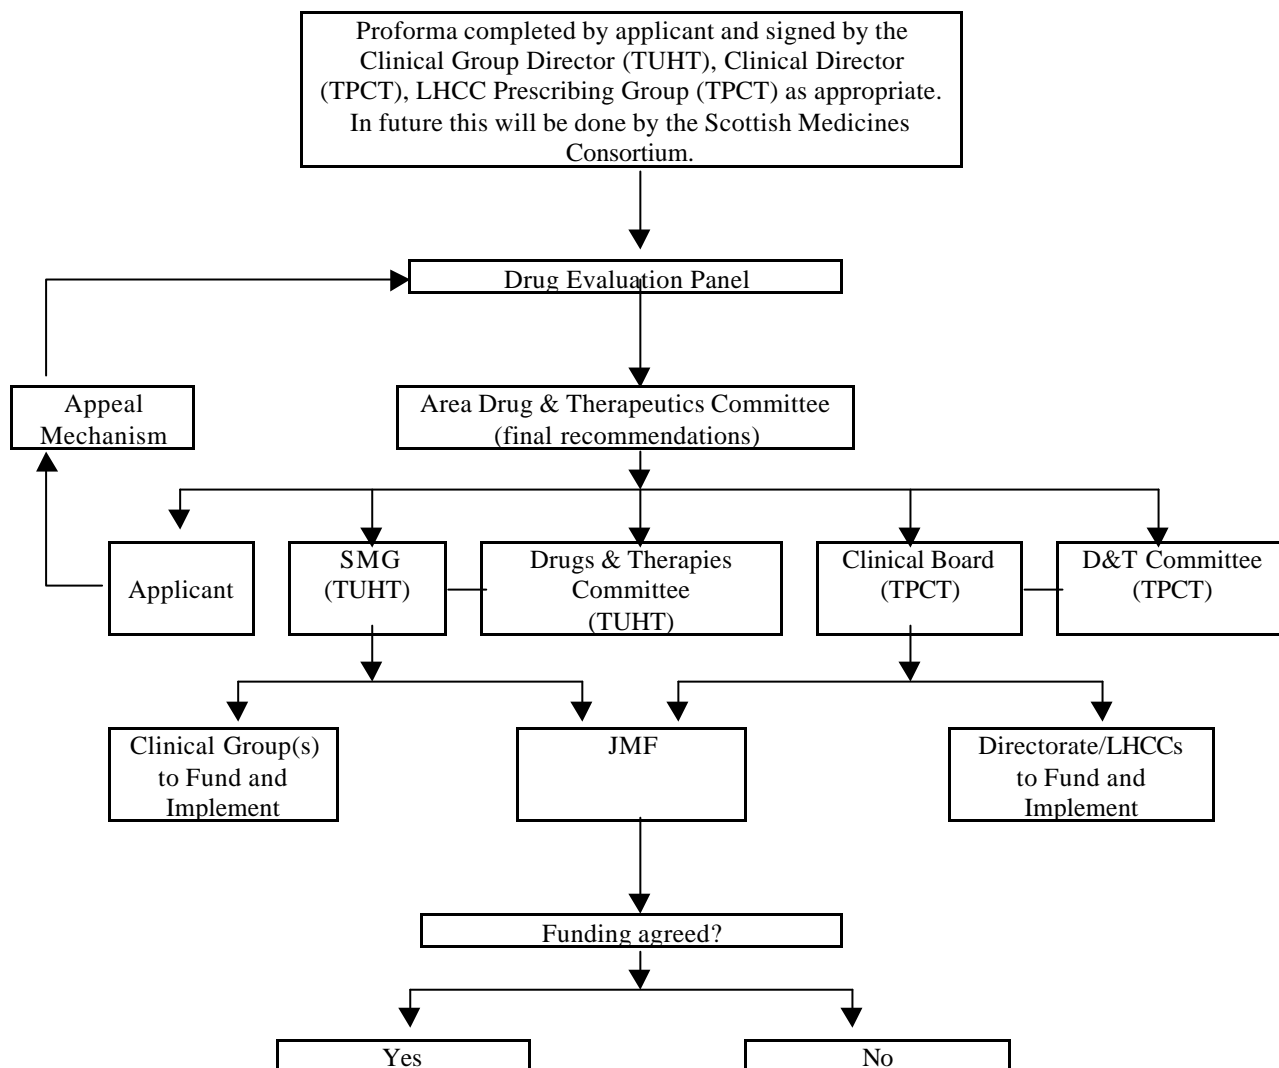 Proforma completed by applicant and signed by the
Clinical Group Director (TUHT), Clinical Director
(TPCT), LHCC Prescribing Group (TPCT) as appropriate.
In future this will be done by the Scottish Medicines
Consortium.
Drug Evaluation Panel
Appeal
Mechanism
Area Drug & Therapeutics Committee
(final recommendations)
Applicant
SMG
(TUHT)
Drugs & Therapies
Committee
(TUHT)
Clinical Board
(TPCT)
D&T Committee
(TPCT)
Clinical Group(s)
to Fund and
Implement
JMF
Directorate/LHCCs
to Fund and
Implement
Funding agreed?
Yes
No